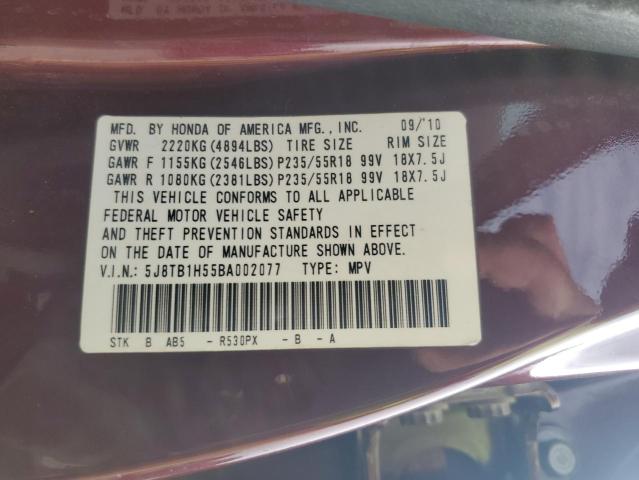 MFD. BY HONDA OF AMERICA MFG., INC. 09/'10
GVWR 2220KG(4894LBS) TIRE SIZE RIM SIZE
GAWR F 1155KG(2546LBS)P235/55R18 99V 18X7.5J
GAWR R 1080KG(2381LBS)P235/55R18 99V 18X7.5J
THIS VEHICLE CONFORMS TO ALL APPLICABLE
FEDERAL MOTOR VEHICLE SAFETY
AND THEFT PREVENTION STANDARDS IN EFFECT
ON THE DATE OF MANUFACTURE SHOWN ABOVE.
V.I.N.: 5J8TB1H55BA002077 TYPE: MPV
STK B AB5 - R530PX - B - A